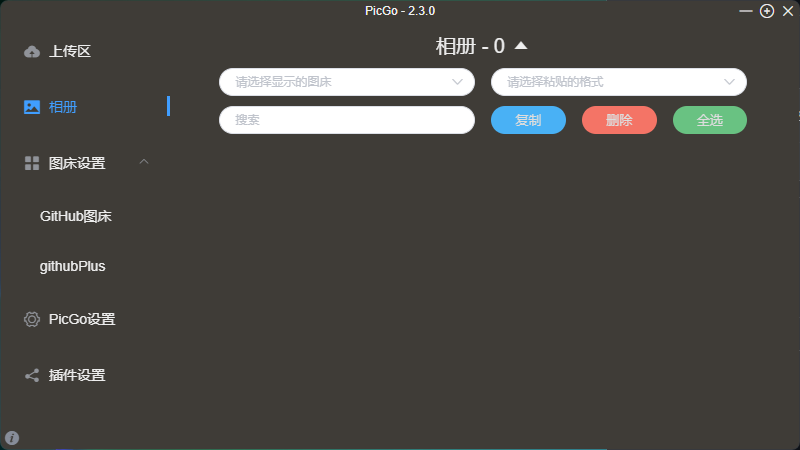 PicGo - 2.3.0
上传区
相册
图床设置
GitHub图床
githubPlus
PicGo设置
插件设置
相册 - 0
请选择显示的图床
请选择粘贴的格式
搜索
复制
删除
全选